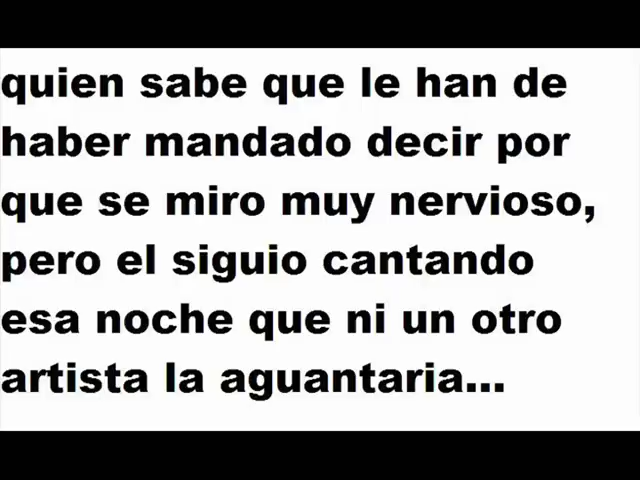 quien sabe que le han de
haber mandado decir por
que se miro muy nervioso,
pero el siguio cantando
esa noche que ni un otro
artista la aguantaria...